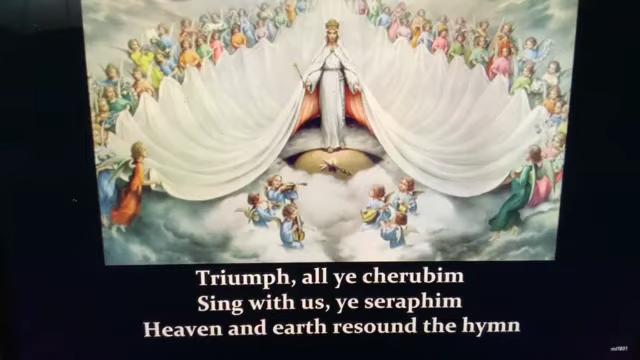 Triumph, all ye cherubim
Sing with us, ye seraphim
Heaven and earth resound the hymn